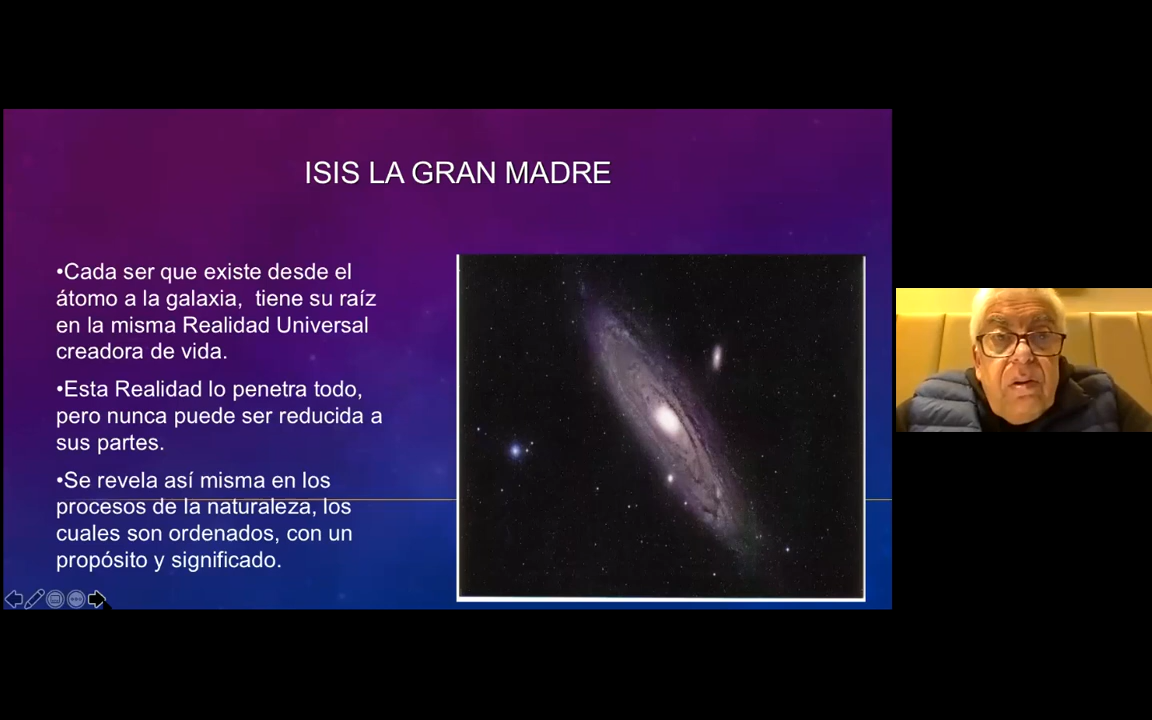 ISIS LA GRAN MADRE
•Cada ser que existe desde el
átomo a la galaxia, tiene su raíz
en la misma Realidad Universal
creadora de vida.
•Esta Realidad lo penetra todo,
pero nunca puede ser reducida a
sus partes.
•Se revela así misma en los
procesos de la naturaleza, los
cuales son ordenados, con un
propósito y significado.